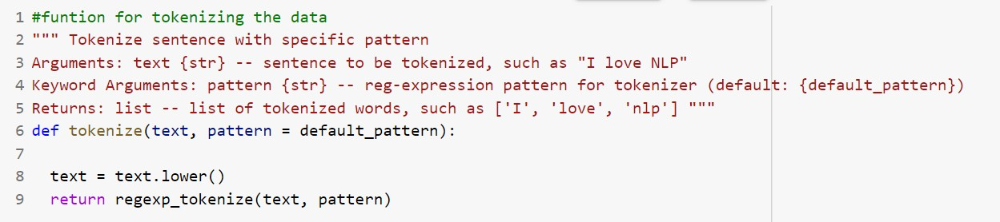 1 #funtion for tokenizing the data
2 """ Tokenize sentence with specific pattern
3 Arguments: text {str} -- sentence to be tokenized, such as "I love NLP"
4 Keyword Arguments: pattern {str} -- reg-expression pattern for tokenizer (default: {default_pattern})
5 Returns: list -- list of tokenized words, such as ['I', 'love', 'nlp'] """
6 def tokenize(text, pattern = default_pattern):
7
8   text = text.lower()
9   return regexp_tokenize(text, pattern)